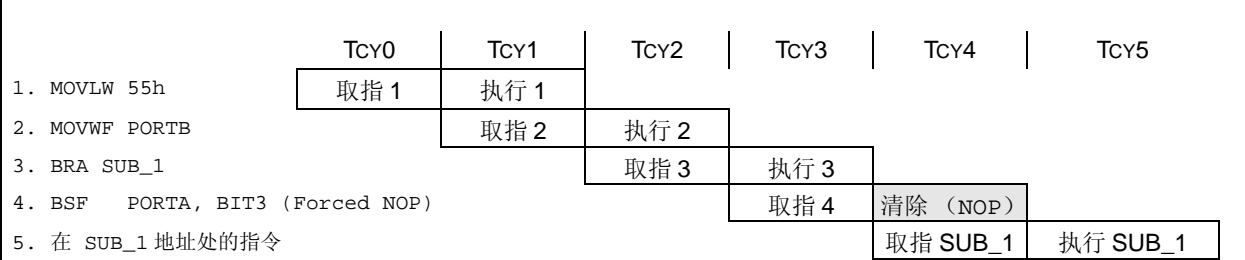 TCY0 TCY1 TCY2 TCY3 TCY4 TCY5
1. MOVLW 55h 取指 1 执行 1
2. MOVWF PORTB 取指 2 执行 2
3. BRA SUB_1 取指 3 执行 3
4. BSF PORTA, BIT3 (Forced NOP) 取指 4 清除 （NOP）
5. 在 SUB_1 地址处的指令 取指 SUB_1 执行 SUB_1